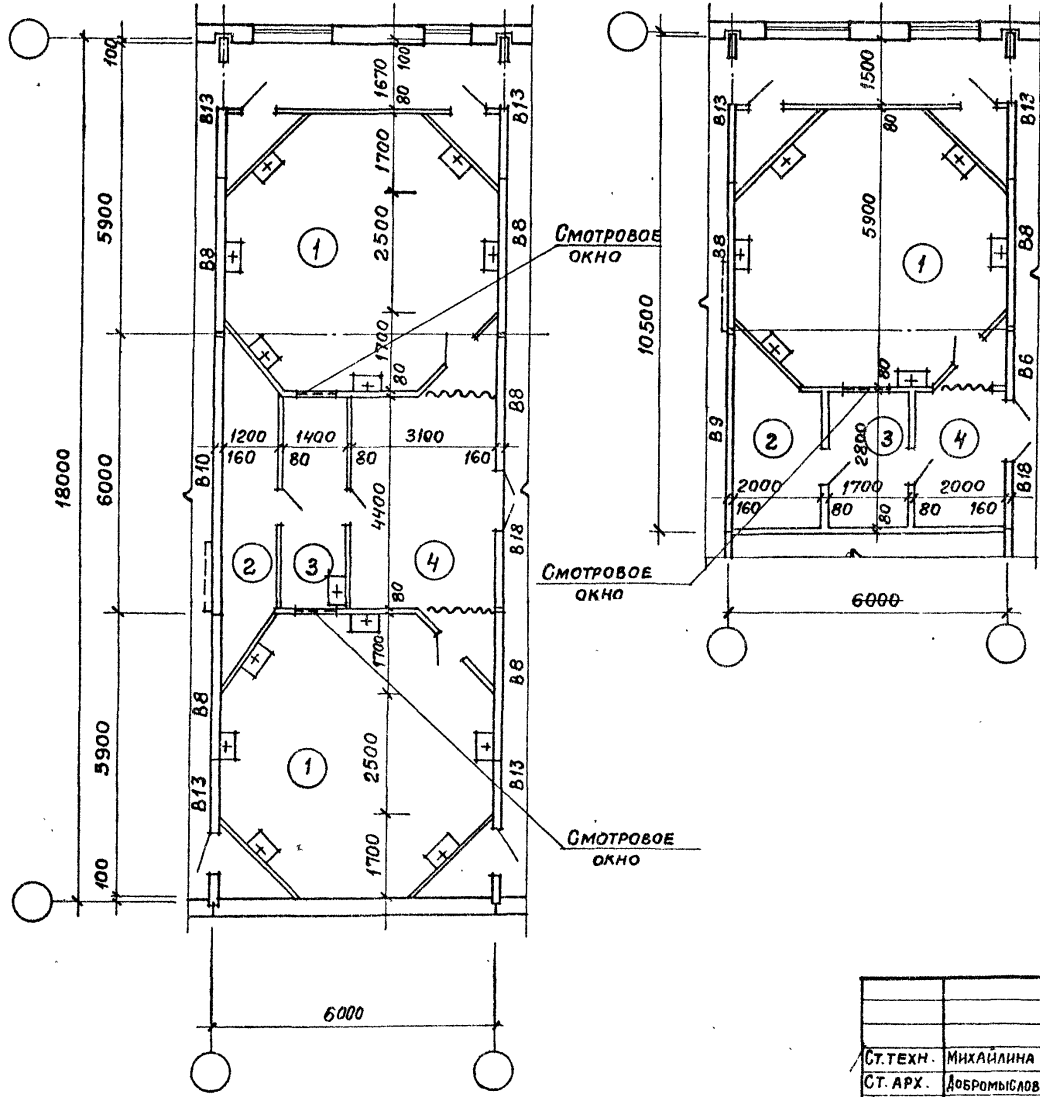 100
100
1670
80
В13
В13
1700
5900
2500
В8
В8
1
Смотровое
окно
1700
80
В8
1200
1400
3100
160
80
80
160
В10
18000
6000
4400
В18
2
3
4
80
1700
В8
В8
5900
2500
1
В13
В13
Смотровое
окно
1700
100
6000
1500
В13
В13
80
5900
В8
В8
1
10500
80
В6
В9
2
3
4
2800
В18
2000
1700
2000
160
80
80
80
160
Смотровое
окно
6000
Ст.техн.
Михайлина
Ст. арх.
Добромыслов